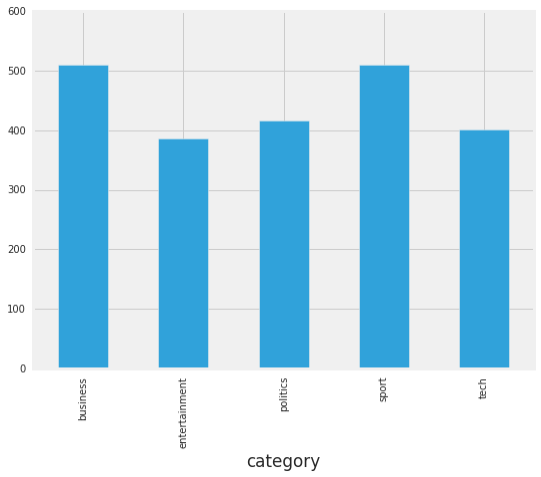 600
500
400
300
200
100
0
business
entertainment
politics
sport
tech
category